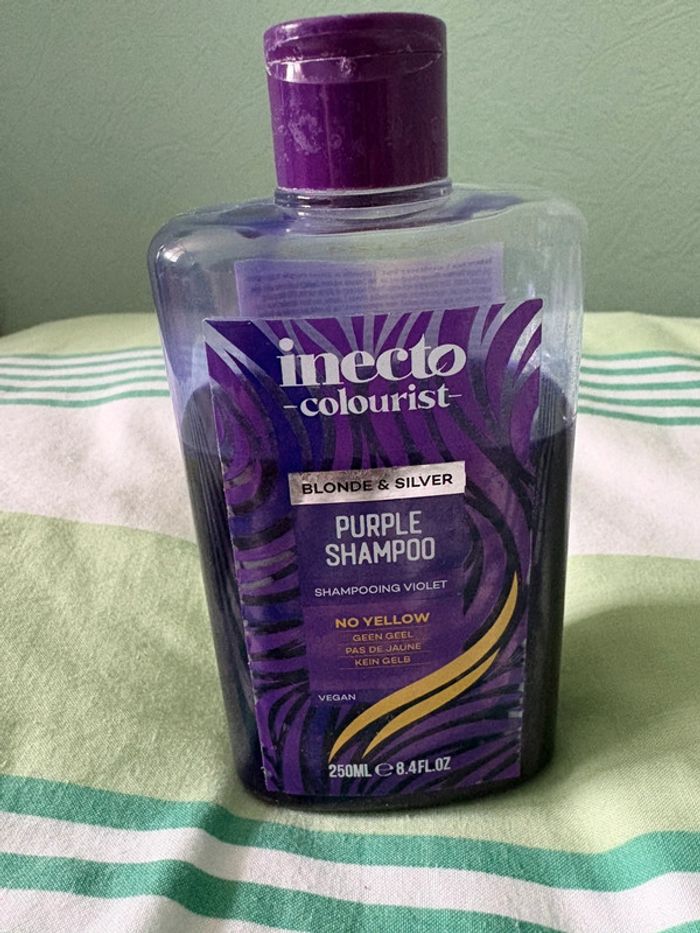 inecto
-colourist-
BLONDE & SILVER
PURPLE
SHAMPOO
SHAMPOOING VIOLET
NO YELLOW
GEEN GEEL
PAS DE JAUNE
KEIN GELB
VEGAN
250ML ℮ 8.4FL.OZ